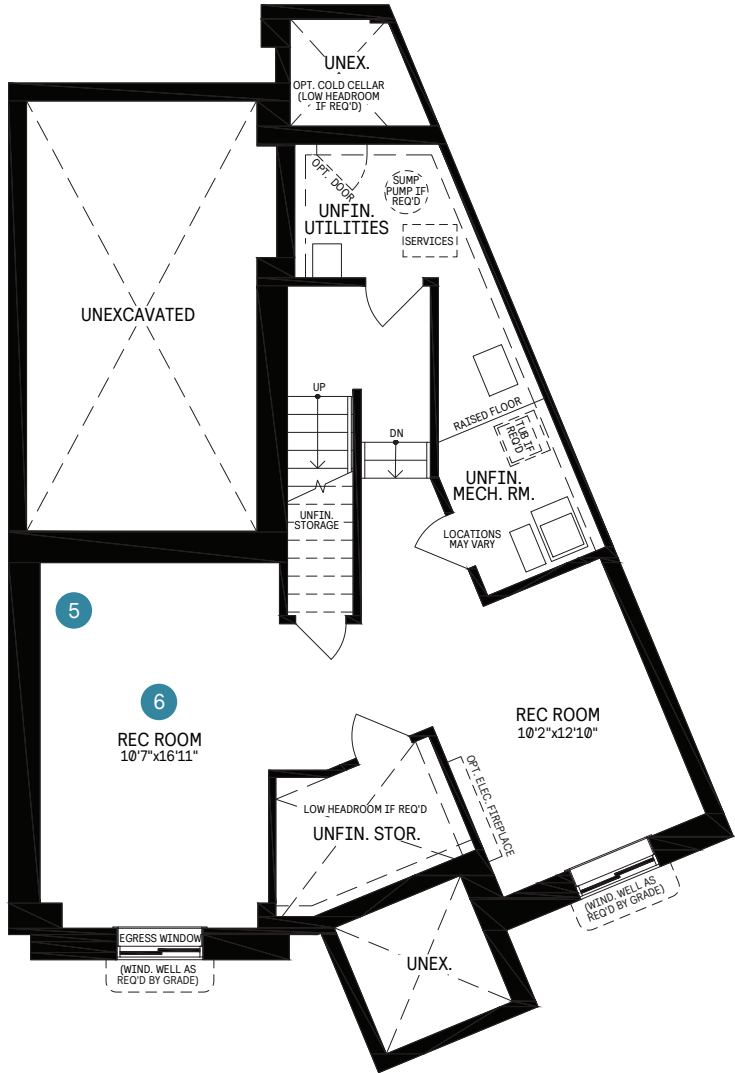 UNEX.
OPT. COLD CELLAR
(LOW HEADROOM
IF REQ'D)
OPT. DOOR
SUMP
PUMP IF
REQ'D
UNFIN.
UTILITIES
SERVICES
UNEXCAVATED
UP
DN
RAISED FLOOR
TUB IF
REQ'D
UNFIN.
MECH. RM.
UNFIN.
STORAGE
LOCATIONS
MAY VARY
5
6
REC ROOM
10'7"x16'11"
REC ROOM
10'2"x12'10"
OPT. ELEC. FIREPLACE
LOW HEADROOM IF REQ'D
UNFIN. STOR.
(WIND. WELL AS
REQ'D BY GRADE)
EGRESS WINDOW
(WIND. WELL AS
REQ'D BY GRADE)
UNEX.